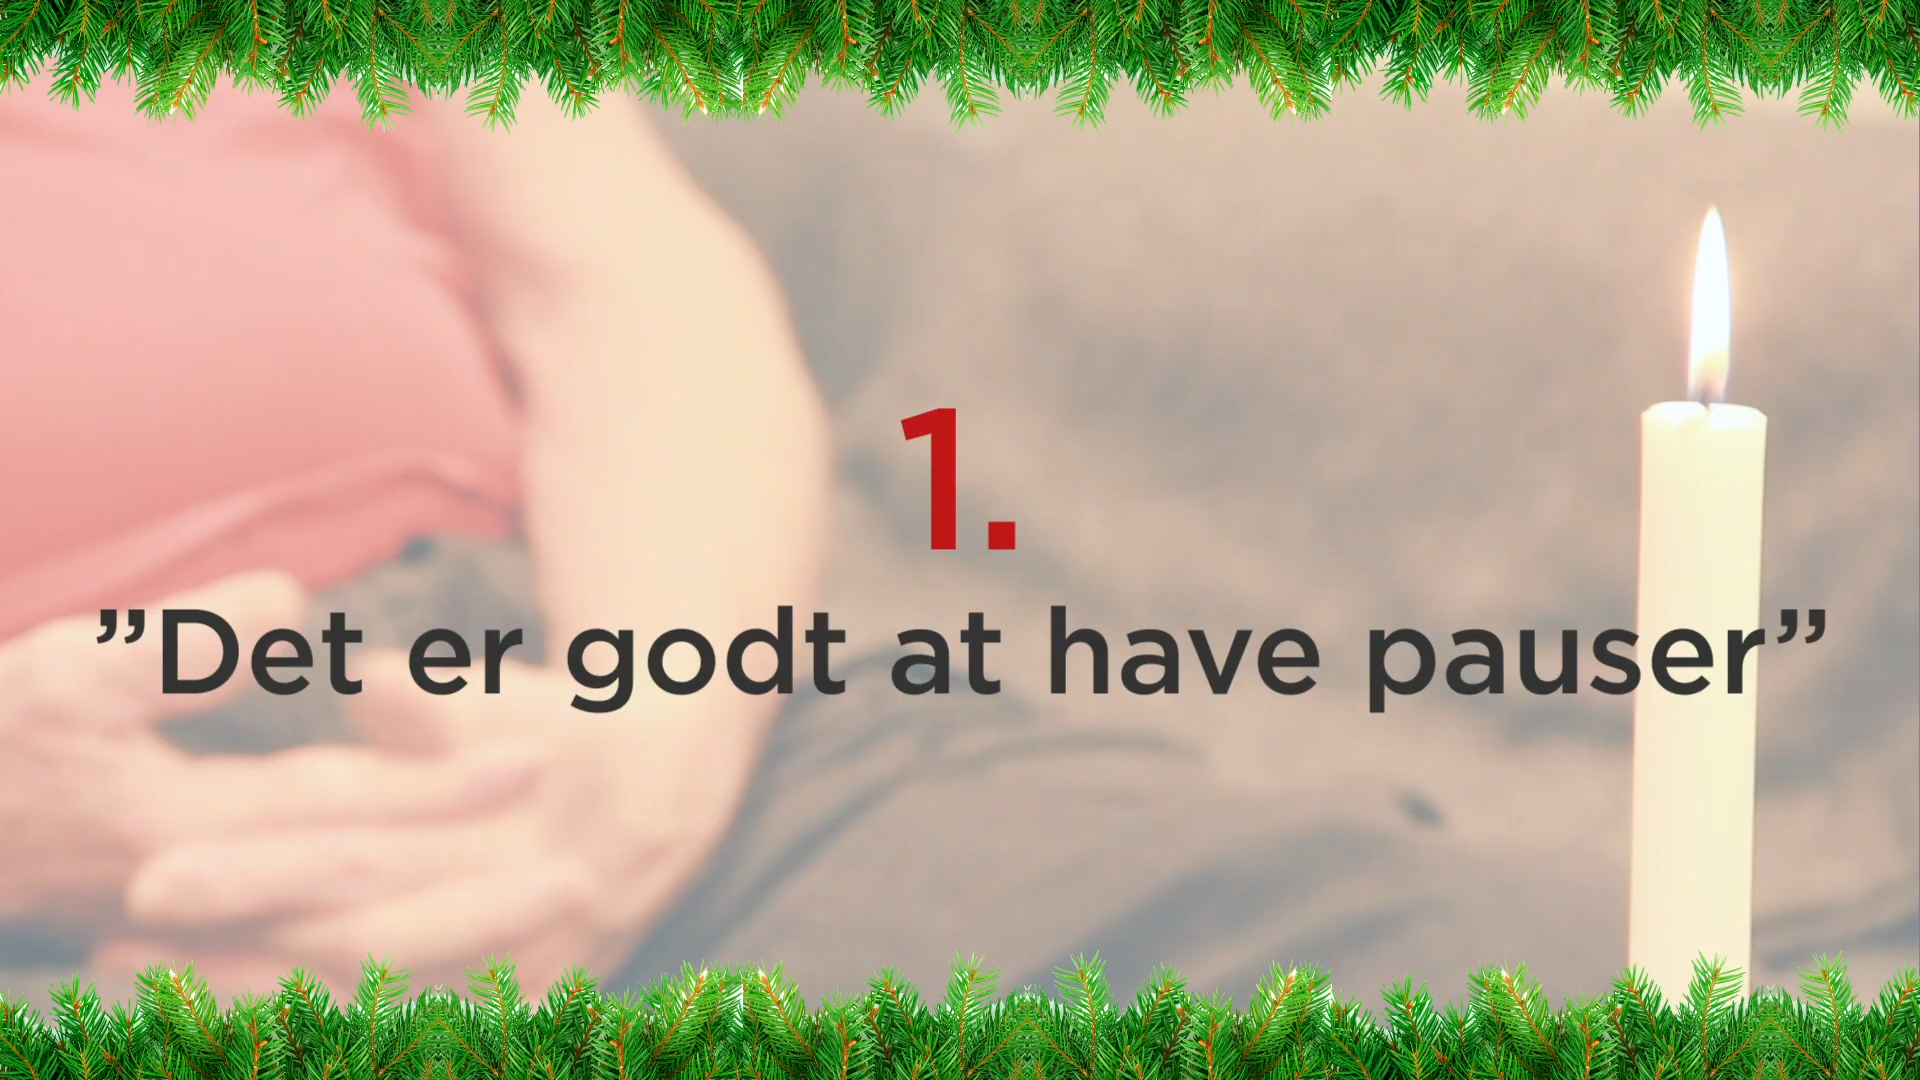 1.
”Det er godt at have pauser”